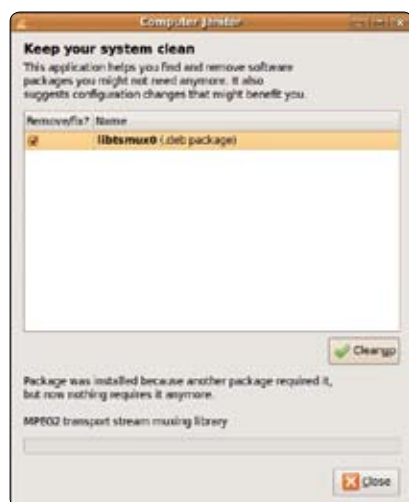 Computer Janitor
Keep your system clean
This application helps you find and remove software
packages you might not need anymore. It also
suggests configuration changes that might benefit you.
Remove/fix? Name
libtsmux0 (.deb package)
Cleanup
Package was installed because another package required it,
but now nothing requires it anymore.
MPEG2 transport stream muxing library
Close